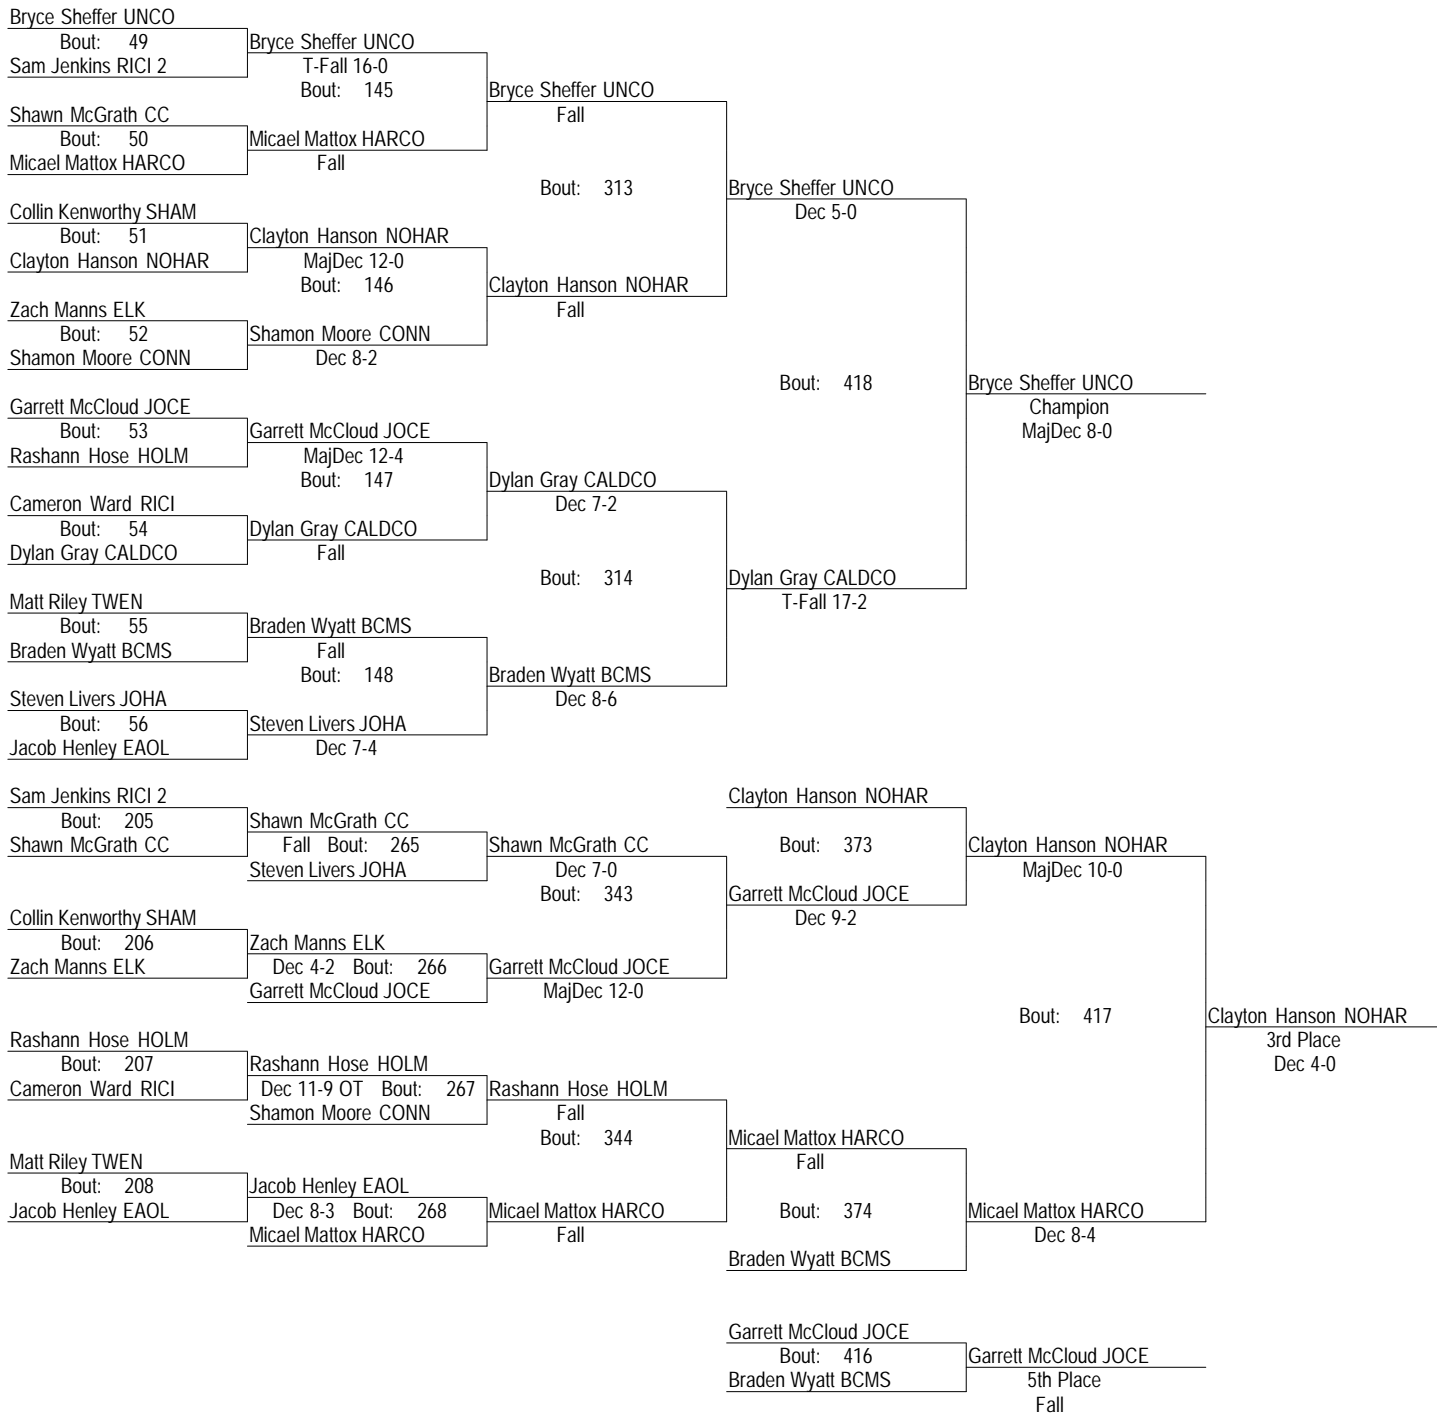 Bryce Sheffer UNCO
Bout: 49
Sam Jenkins RICI 2
Bryce Sheffer UNCO
T-Fall 16-0
Bout: 145
Shawn McGrath CC
Bout: 50
Micael Mattox HARCO
Micael Mattox HARCO
Fall
Bryce Sheffer UNCO
Fall
Bout: 313
Collin Kenworthy SHAM
Bout: 51
Clayton Hanson NOHAR
Clayton Hanson NOHAR
MajDec 12-0
Bout: 146
Zach Manns ELK
Bout: 52
Shamon Moore CONN
Shamon Moore CONN
Dec 8-2
Clayton Hanson NOHAR
Fall
Bryce Sheffer UNCO
Dec 5-0
Bout: 418
Bryce Sheffer UNCO
Champion
MajDec 8-0
Garrett McCloud JOCE
Bout: 53
Rashann Hose HOLM
Garrett McCloud JOCE
MajDec 12-4
Bout: 147
Cameron Ward RICI
Bout: 54
Dylan Gray CALDCO
Dylan Gray CALDCO
Fall
Dylan Gray CALDCO
Dec 7-2
Bout: 314
Matt Riley TWEN
Bout: 55
Braden Wyatt BCMS
Braden Wyatt BCMS
Fall
Bout: 148
Steven Livers JOHA
Bout: 56
Jacob Henley EAOL
Steven Livers JOHA
Dec 7-4
Braden Wyatt BCMS
Dec 8-6
Dylan Gray CALDCO
T-Fall 17-2
Sam Jenkins RICI 2
Bout: 205
Shawn McGrath CC
Shawn McGrath CC
Fall Bout: 265
Steven Livers JOHA
Shawn McGrath CC
Dec 7-0
Bout: 343
Collin Kenworthy SHAM
Bout: 206
Zach Manns ELK
Zach Manns ELK
Dec 4-2 Bout: 266
Garrett McCloud JOCE
Garrett McCloud JOCE
MajDec 12-0
Clayton Hanson NOHAR
Bout: 373
Garrett McCloud JOCE
Dec 9-2
Clayton Hanson NOHAR
MajDec 10-0
Bout: 417
Clayton Hanson NOHAR
3rd Place
Dec 4-0
Rashann Hose HOLM
Bout: 207
Cameron Ward RICI
Rashann Hose HOLM
Dec 11-9 OT Bout: 267
Shamon Moore CONN
Rashann Hose HOLM
Fall
Bout: 344
Matt Riley TWEN
Bout: 208
Jacob Henley EAOL
Jacob Henley EAOL
Dec 8-3 Bout: 268
Micael Mattox HARCO
Micael Mattox HARCO
Fall
Micael Mattox HARCO
Fall
Bout: 374
Braden Wyatt BCMS
Micael Mattox HARCO
Dec 8-4
Garrett McCloud JOCE
Bout: 416
Braden Wyatt BCMS
Garrett McCloud JOCE
5th Place
Fall